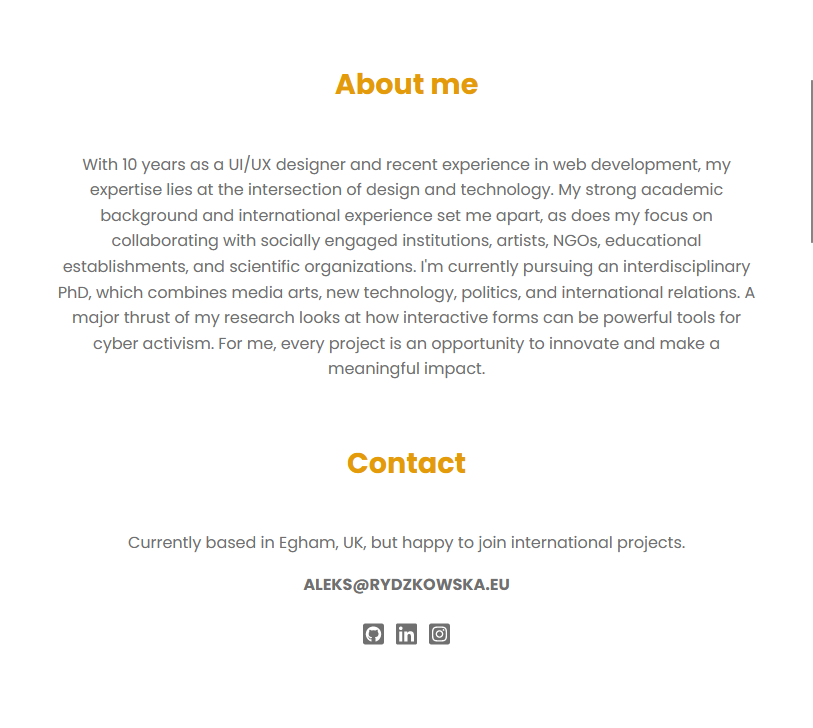 About me
With 10 years as a UI/UX designer and recent experience in web development, my
expertise lies at the intersection of design and technology. My strong academic
background and international experience set me apart, as does my focus on
collaborating with socially engaged institutions, artists, NGOs, educational
establishments, and scientific organizations. I'm currently pursuing an interdisciplinary
PhD, which combines media arts, new technology, politics, and international relations. A
major thrust of my research looks at how interactive forms can be powerful tools for
cyber activism. For me, every project is an opportunity to innovate and make a
meaningful impact.
Contact
Currently based in Egham, UK, but happy to join international projects.
ALEKS@RYDZKOWSKA.EU